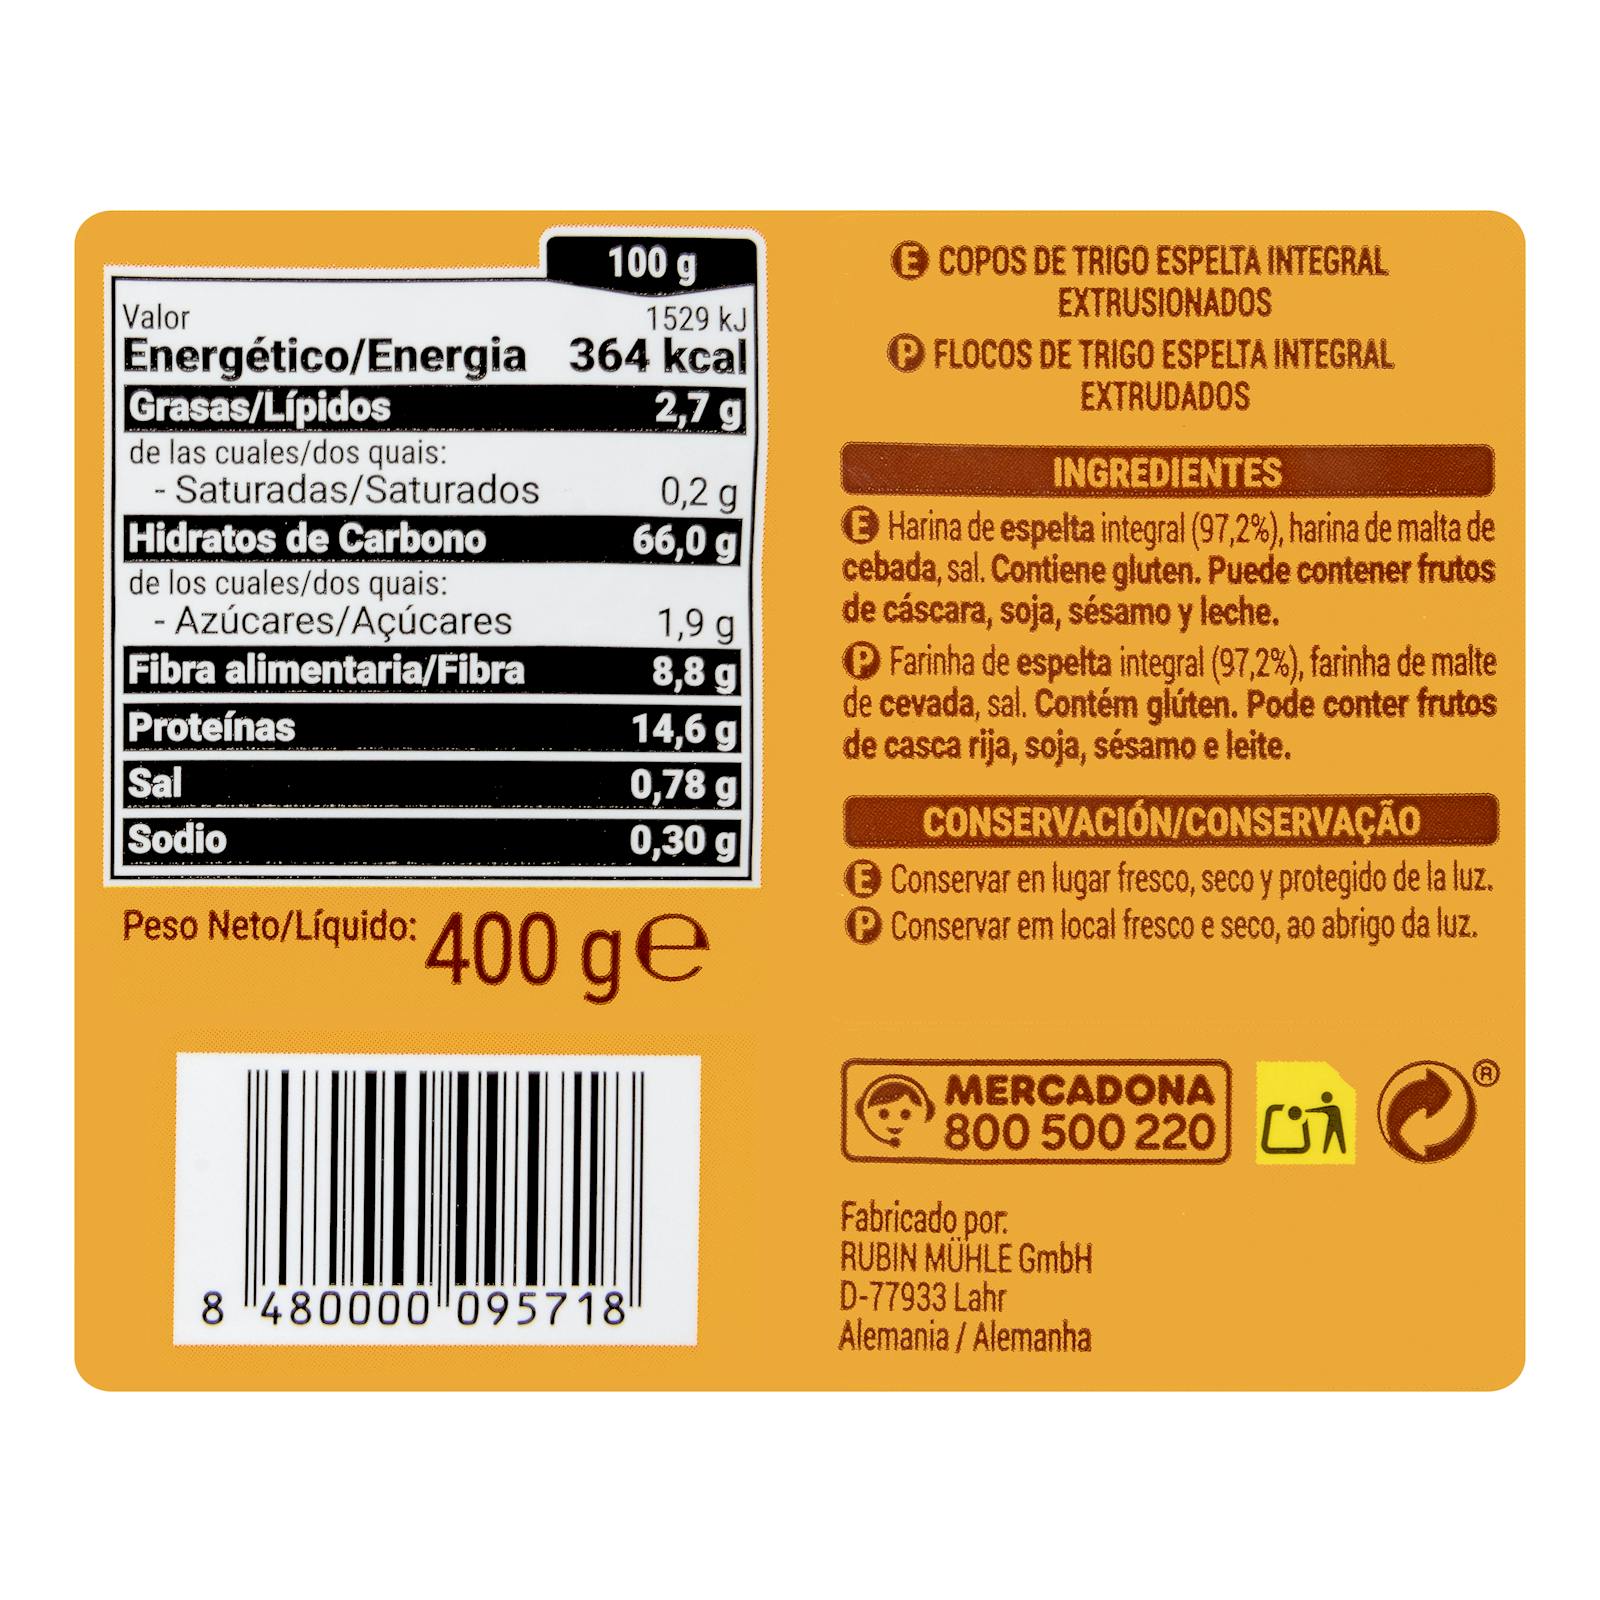 100 g
Valor 1529 kJ
Energético/Energia 364 kcal
Grasas/Lípidos 2,7 g
de las cuales/dos quais:
- Saturadas/Saturados 0,2 g
Hidratos de Carbono 66,0 g
de los cuales/dos quais:
- Azúcares/Açúcares 1,9 g
Fibra alimentaria/Fibra 8,8 g
Proteínas 14,6 g
Sal 0,78 g
Sodio 0,30 g
Peso Neto/Líquido: 400 g e
8 480000 095718
E COPOS DE TRIGO ESPELTA INTEGRAL
EXTRUSIONADOS
P FLOCOS DE TRIGO ESPELTA INTEGRAL
EXTRUDADOS
INGREDIENTES
E Harina de espelta integral (97,2%), harina de malta de
cebada, sal. Contiene gluten. Puede contener frutos
de cáscara, soja, sésamo y leche.
P Farinha de espelta integral (97,2%), farinha de malte
de cevada, sal. Contém glúten. Pode conter frutos
de casca rija, soja, sésamo e leite.
CONSERVACIÓN/CONSERVAÇÃO
E Conservar en lugar fresco, seco y protegido de la luz.
P Conservar em local fresco e seco, ao abrigo da luz.
MERCADONA
800 500 220
®
Fabricado por:
RUBIN MÜHLE GmbH
D-77933 Lahr
Alemania / Alemanha